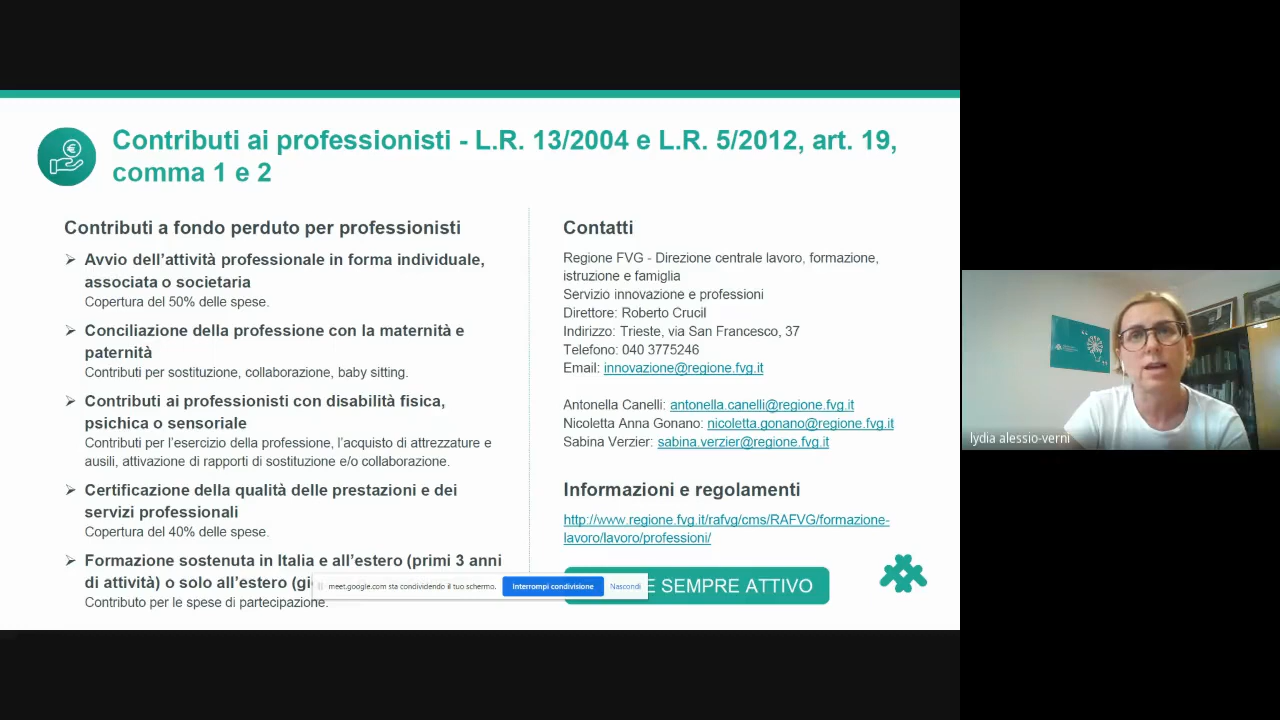 Contributi ai professionisti - L.R. 13/2004 e L.R. 5/2012, art. 19,
comma 1 e 2
Contributi a fondo perduto per professionisti
Avvio dell'attività professionale in forma individuale,
associata o societaria
Copertura del 50% delle spese.
Conciliazione della professione con la maternità e
paternità
Contributi per sostituzione, collaborazione, baby sitting.
Contributi ai professionisti con disabilità fisica,
psichica o sensoriale
Contributi per l'esercizio della professione, l'acquisto di attrezzature e
ausili, attivazione di rapporti di sostituzione e/o collaborazione.
Certificazione della qualità delle prestazioni e dei
servizi professionali
Copertura del 40% delle spese.
Formazione sostenuta in Italia e all'estero (primi 3 anni
di attività) o solo all'estero
Contributo per le spese di partecipazione.
Contatti
Regione FVG - Direzione centrale lavoro, formazione,
istruzione e famiglia
Servizio innovazione e professioni
Direttore: Roberto Crucil
Indirizzo: Trieste, via San Francesco, 37
Telefono: 040 3775246
Email: innovazione@regione.fvg.it
Antonella Canelli: antonella.canelli@regione.fvg.it
Nicoletta Anna Gonano: nicoletta.gonano@regione.fvg.it
Sabina Verzier: sabina.verzier@regione.fvg.it
Informazioni e regolamenti
http://www.regione.fvg.it/rafvg/cms/RAFVG/formazione-
lavoro/lavoro/professioni/
SEMPRE ATTIVO
meet.google.com sta condividendo il tuo schermo.
Interrompi condivisione
Nascondi
lydia alessio-verni